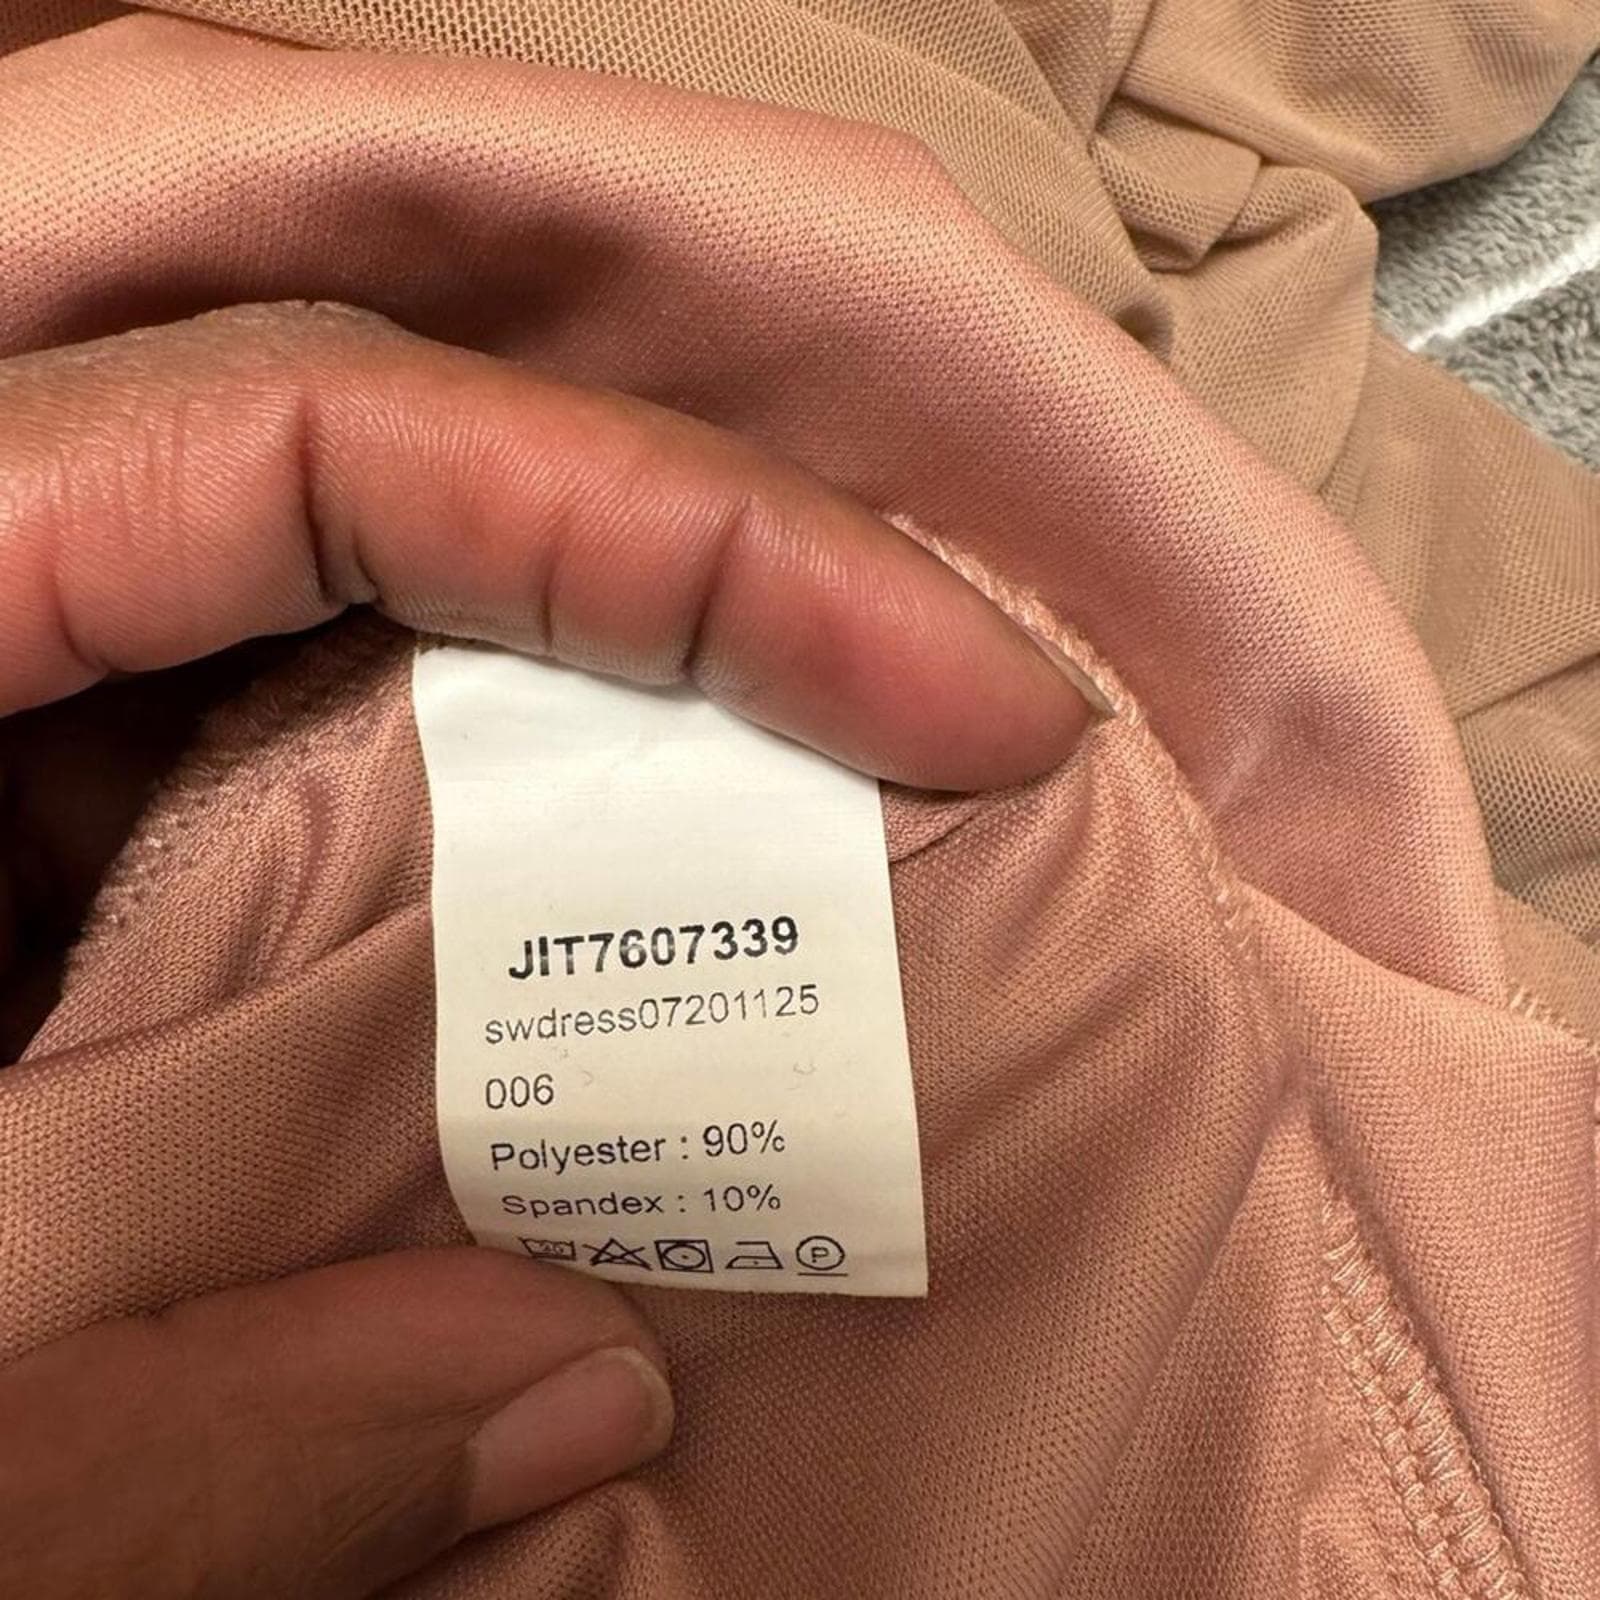 JIT7607339
swdress07201125
006
Polyester : 90%
Spandex : 10%
P